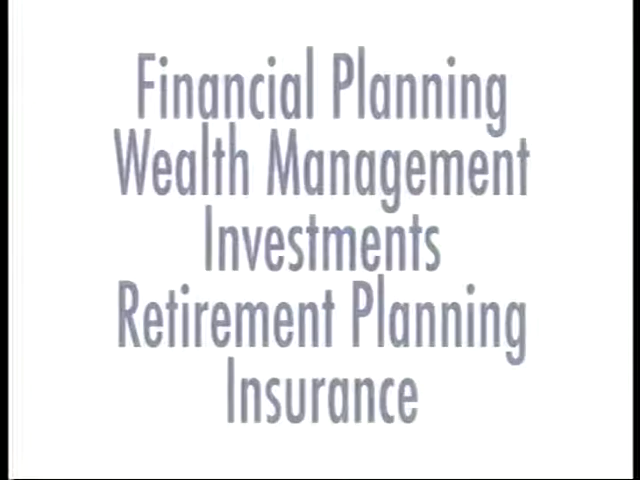 Financial Planning
Wealth Management
Investments
Retirement Planning
Insurance